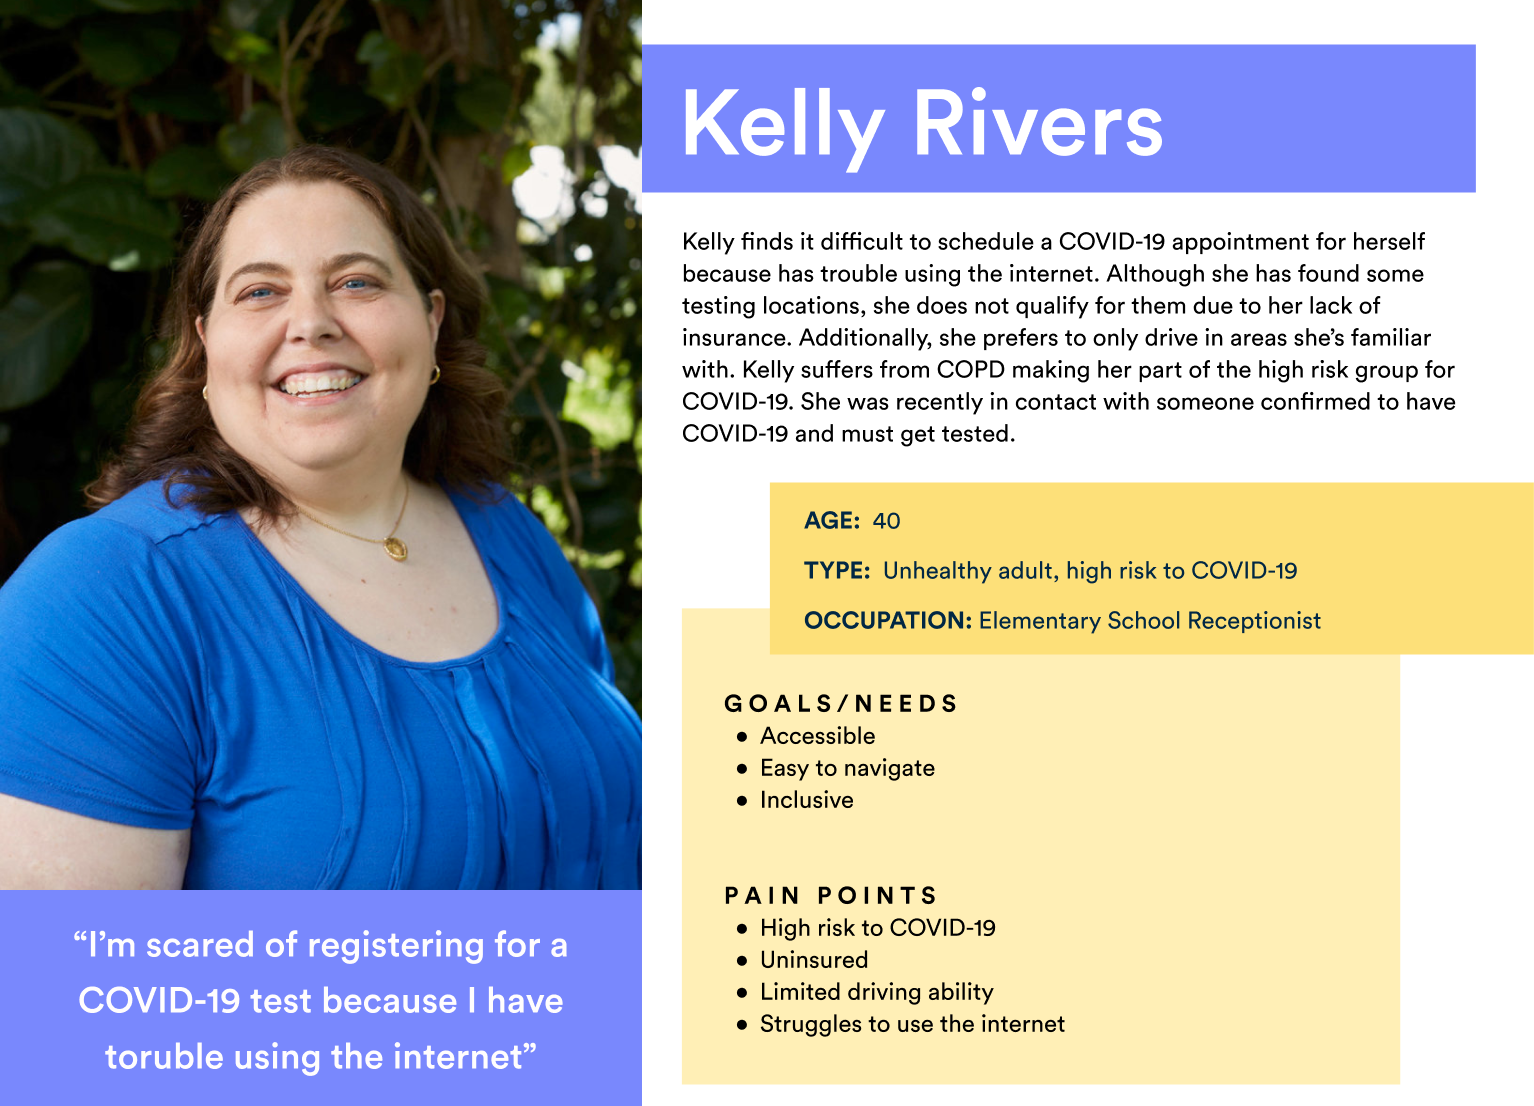 Kelly Rivers
Kelly finds it difficult to schedule a COVID-19 appointment for herself
because has trouble using the internet. Although she has found some
testing locations, she does not qualify for them due to her lack of
insurance. Additionally, she prefers to only drive in areas she’s familiar
with. Kelly suffers from COPD making her part of the high risk group for
COVID-19. She was recently in contact with someone confirmed to have
COVID-19 and must get tested.
AGE: 40
TYPE: Unhealthy adult, high risk to COVID-19
OCCUPATION: Elementary School Receptionist
GOALS/NEEDS
● Accessible
● Easy to navigate
● Inclusive
PAIN POINTS
● High risk to COVID-19
● Uninsured
● Limited driving ability
● Struggles to use the internet
“I’m scared of registering for a
COVID-19 test because I have
toruble using the internet”